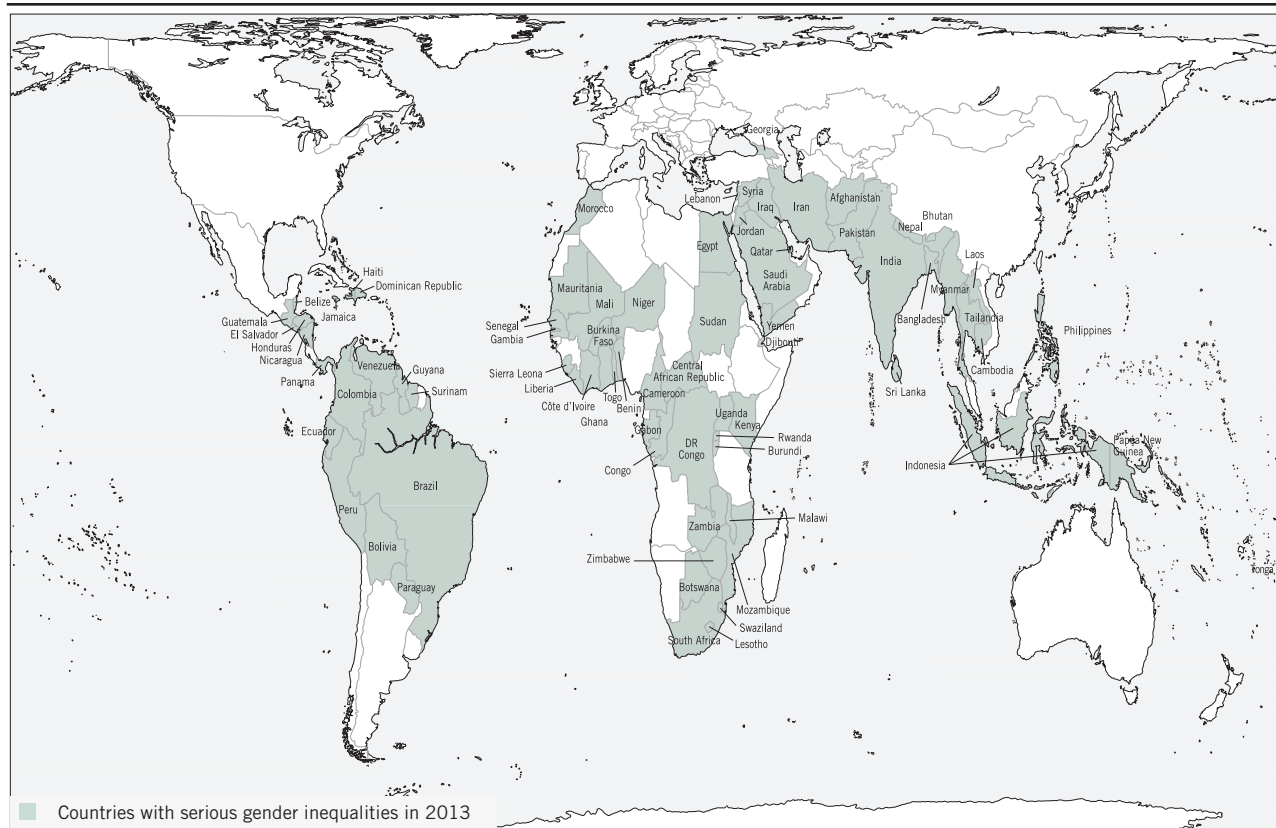 Georgia
Lebanon
Syria
Afghanistan
Morocco
Iraq
Iran
Bhutan
Jordan
Pakistan
Nepal
Egypt
Qatar
India
Laos
Haiti
Dominican Republic
Saudi
Arabia
Mauritania
Mali
Niger
Myanmar
Belize
Jamaica
Guatemala
El Salvador
Honduras
Nicaragua
Panama
Senegal
Gambia
Burkina
Faso
Sudan
Yemen
Djibouti
Bangladesh
Tailandia
Philippines
Venezuela
Guyana
Colombia
Surinam
Sierra Leona
Liberia
Côte d'Ivoire
Ghana
Togo
Benin
Central
African Republic
Cameroon
Sri Lanka
Cambodia
Ecuador
Gabon
Uganda
Kenya
Rwanda
Burundi
DR
Congo
Congo
Indonesia
Papua New
Guinea
Brazil
Peru
Bolivia
Zambia
Malawi
Zimbabwe
Tonga
Paraguay
Botswana
Mozambique
Swaziland
South Africa
Lesotho
Countries with serious gender inequalities in 2013